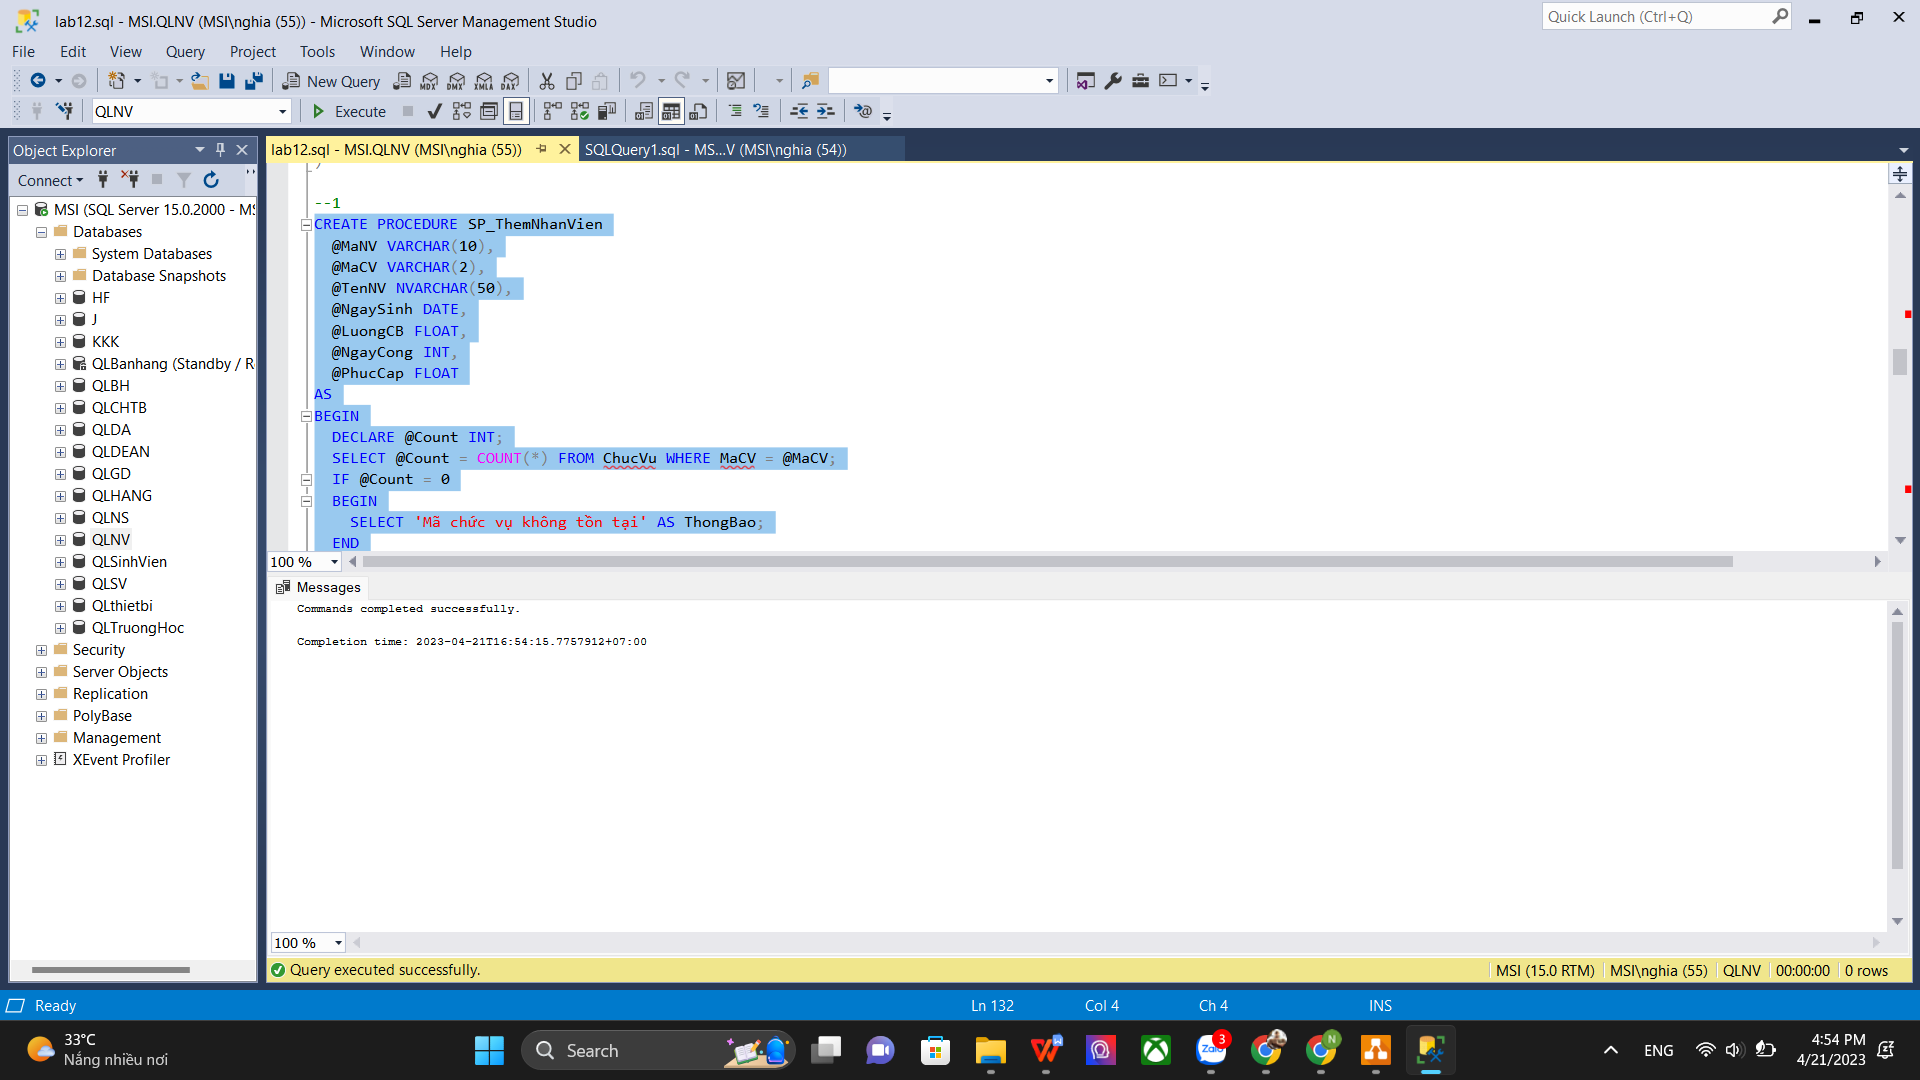 lab12.sql - MSI.QLNV (MSI\nghia (55)) - Microsoft SQL Server Management Studio
Quick Launch (Ctrl+Q)
File Edit View Query Project Tools Window Help
New Query
MDX DMX XMLA DAX
QLNV
Execute
Object Explorer
lab12.sql - MSI.QLNV (MSI\nghia (55))
SQLQuery1.sql - MS...V (MSI\nghia (54))
Connect
MSI (SQL Server 15.0.2000 - MS
Databases
System Databases
Database Snapshots
HF
J
KKK
QLBanhang (Standby / R
QLBH
QLCHTB
QLDA
QLDEAN
QLGD
QLHANG
QLNS
QLNV
QLSinhVien
QLSV
QLthietbi
QLTruongHoc
Security
Server Objects
Replication
PolyBase
Management
XEvent Profiler
--1
CREATE PROCEDURE SP_ThemNhanVien
@MaNV VARCHAR(10),
@MaCV VARCHAR(2),
@TenNV NVARCHAR(50),
@NgaySinh DATE,
@LuongCB FLOAT,
@NgayCong INT,
@PhucCap FLOAT
AS
BEGIN
DECLARE @Count INT;
SELECT @Count = COUNT(*) FROM ChucVu WHERE MaCV = @MaCV;
IF @Count = 0
BEGIN
SELECT 'Mã chức vụ không tồn tại' AS ThongBao;
END
100 %
Messages
Commands completed successfully.
Completion time: 2023-04-21T16:54:15.7757912+07:00
100 %
Query executed successfully.
MSI (15.0 RTM) MSI\nghia (55) QLNV 00:00:00 0 rows
Ready
Ln 132 Col 4 Ch 4 INS
33°C
Nắng nhiều nơi
Search
Zalo
3
N
ENG
4:54 PM
4/21/2023